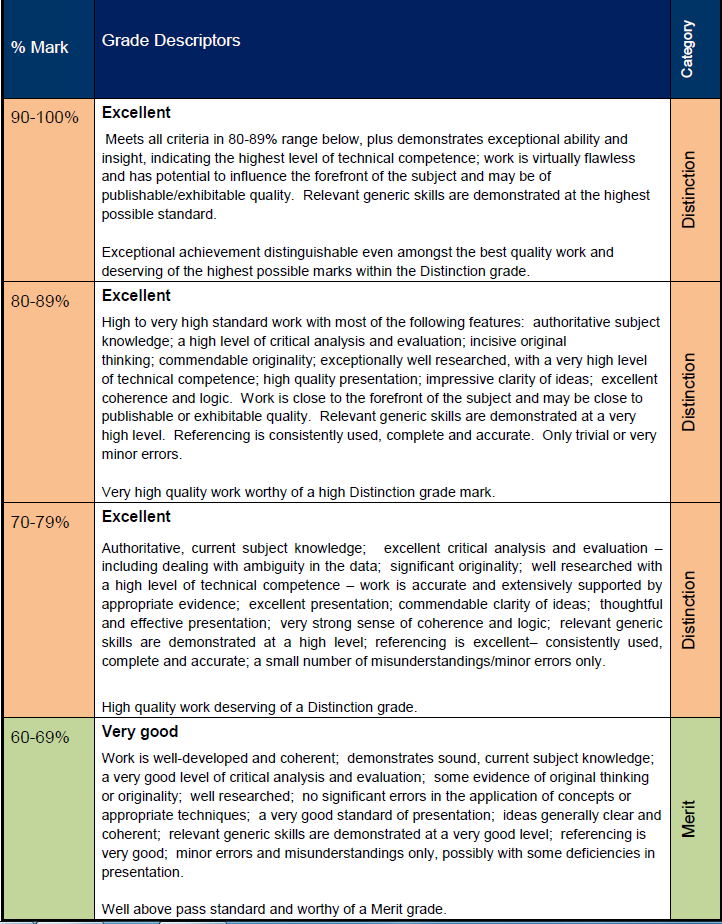 % Mark
Grade Descriptors
Category
90-100%
Excellent
Meets all criteria in 80-89% range below, plus demonstrates exceptional ability and
insight, indicating the highest level of technical competence; work is virtually flawless
and has potential to influence the forefront of the subject and may be of
publishable/exhibitable quality.  Relevant generic skills are demonstrated at the highest
possible standard.
Exceptional achievement distinguishable even amongst the best quality work and
deserving of the highest possible marks within the Distinction grade.
Distinction
80-89%
Excellent
High to very high standard work with most of the following features:  authoritative subject
knowledge; a high level of critical analysis and evaluation; incisive original
thinking; commendable originality; exceptionally well researched, with a very high level
of technical competence; high quality presentation; impressive clarity of ideas;  excellent
coherence and logic.  Work is close to the forefront of the subject and may be close to
publishable or exhibitable quality.  Relevant generic skills are demonstrated at a very
high level.  Referencing is consistently used, complete and accurate.  Only trivial or very
minor errors.
Very high quality work worthy of a high Distinction grade mark.
Distinction
70-79%
Excellent
Authoritative, current subject knowledge;  excellent critical analysis and evaluation –
including dealing with ambiguity in the data;  significant originality;  well researched with
a high level of technical competence – work is accurate and extensively supported by
appropriate evidence;  excellent presentation; commendable clarity of ideas;  thoughtful
and effective presentation;  very strong sense of coherence and logic;  relevant generic
skills are demonstrated at a high level; referencing is excellent– consistently used,
complete and accurate; a small number of misunderstandings/minor errors only.
High quality work deserving of a Distinction grade.
Distinction
60-69%
Very good
Work is well-developed and coherent;  demonstrates sound, current subject knowledge;
a very good level of critical analysis and evaluation;  some evidence of original thinking
or originality;  well researched;  no significant errors in the application of concepts or
appropriate techniques;  a very good standard of presentation;  ideas generally clear and
coherent;  relevant generic skills are demonstrated at a very good level;  referencing is
very good;  minor errors and misunderstandings only, possibly with some deficiencies in
presentation.
Well above pass standard and worthy of a Merit grade.
Merit